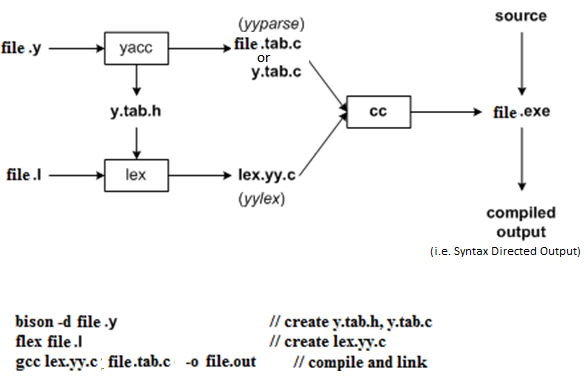 source
(yyparse)
file.y
yacc
file.tab.c
or
y.tab.c
y.tab.h
cc
file.exe
file.l
lex
lex.yy.c
(yylex)
compiled
output
(i.e. Syntax Directed Output)
bison -d file.y // create y.tab.h, y.tab.c
flex file.l // create lex.yy.c
gcc lex.yy.c file.tab.c -o file.out // compile and link